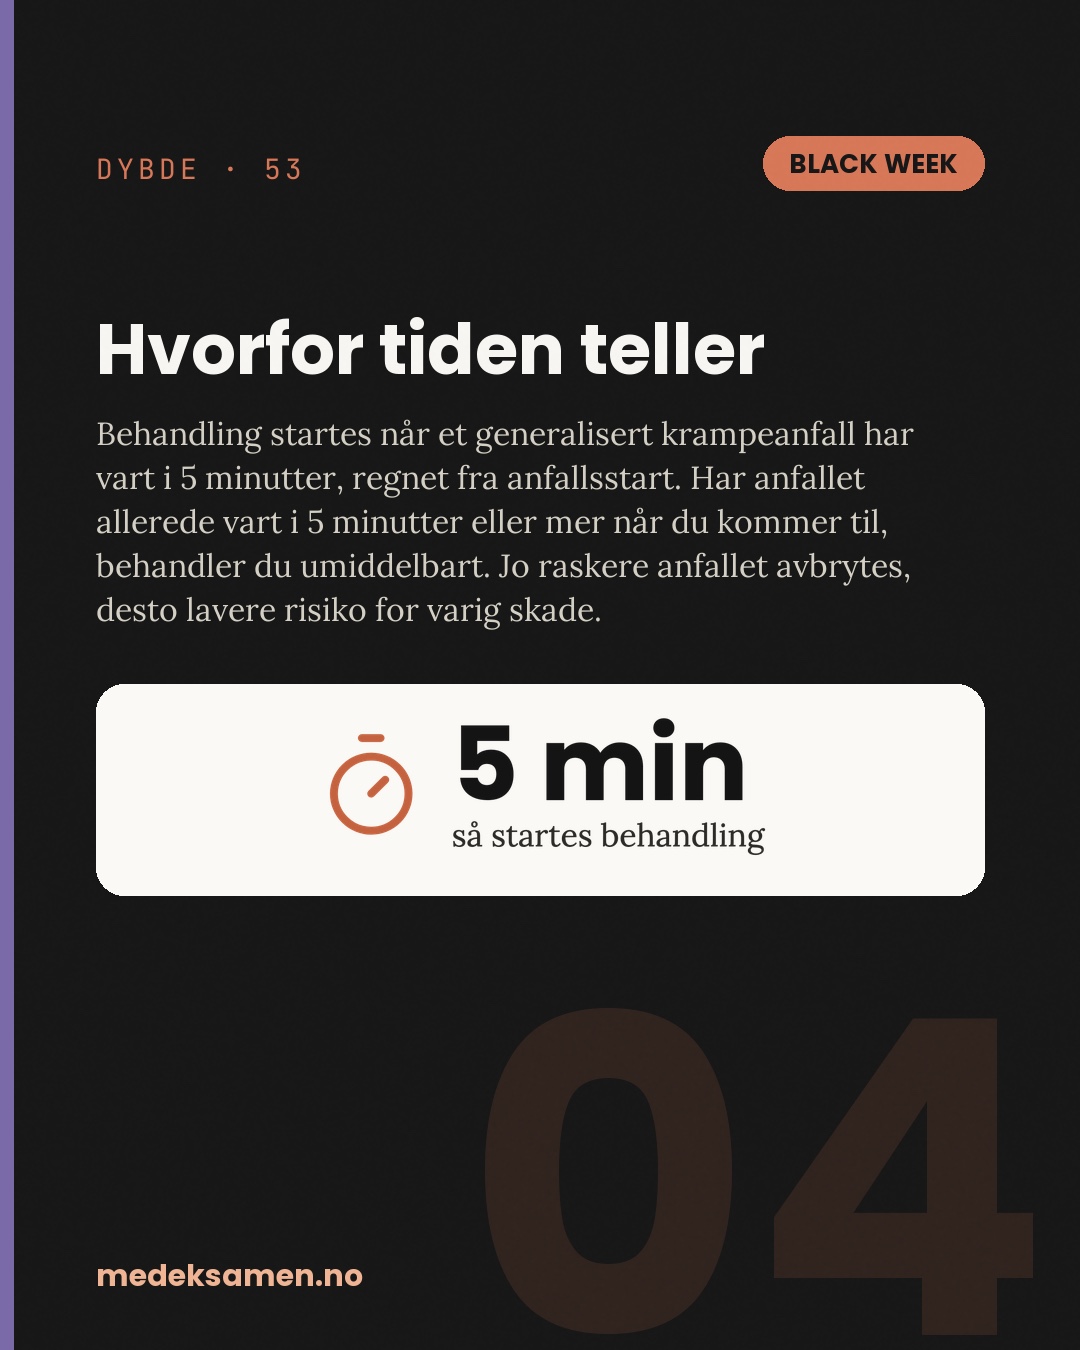 DYBDE · 53
BLACK WEEK
Hvorfor tiden teller
Behandling startes når et generalisert krampeanfall har
vart i 5 minutter, regnet fra anfallsstart. Har anfallet
allerede vart i 5 minutter eller mer når du kommer til,
behandler du umiddelbart. Jo raskere anfallet avbrytes,
desto lavere risiko for varig skade.
5 min
så startes behandling
04
medeksamen.no